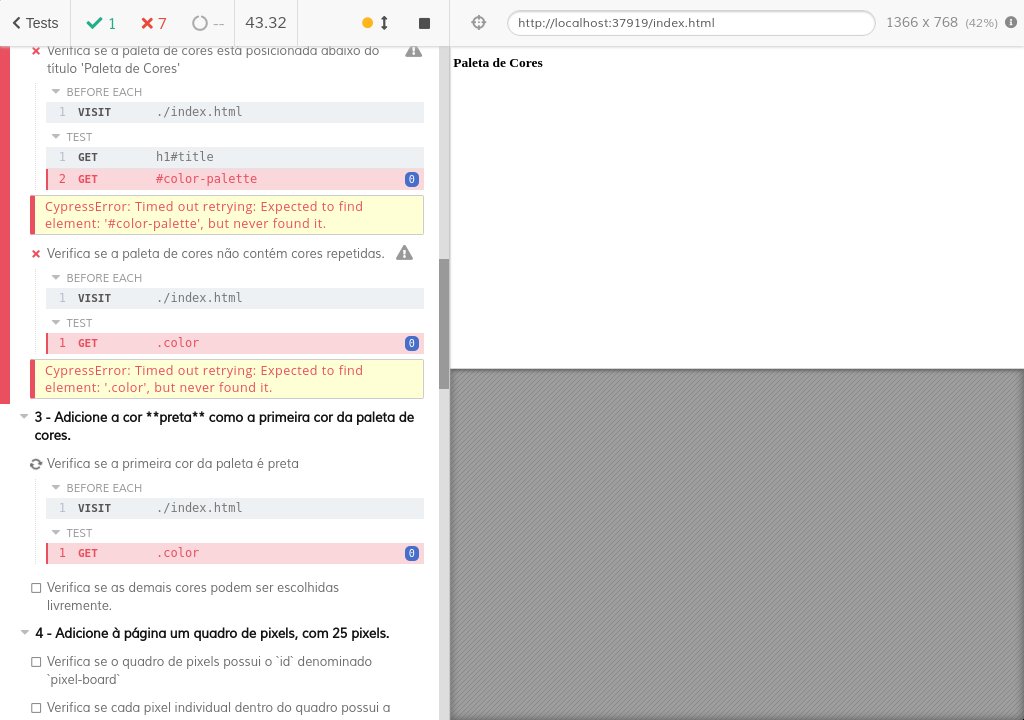 Tests
1
7
--
43.32
http://localhost:37919/index.html
1366 x 768 (42%)
Verifica se a paleta de cores está posicionada abaixo do
título 'Paleta de Cores'
BEFORE EACH
1 VISIT ./index.html
TEST
1 GET h1#title
2 GET #color-palette 0
CypressError: Timed out retrying: Expected to find
element: '#color-palette', but never found it.
Verifica se a paleta de cores não contém cores repetidas.
BEFORE EACH
1 VISIT ./index.html
TEST
1 GET .color 0
CypressError: Timed out retrying: Expected to find
element: '.color', but never found it.
3 - Adicione a cor **preta** como a primeira cor da paleta de
cores.
Verifica se a primeira cor da paleta é preta
BEFORE EACH
1 VISIT ./index.html
TEST
1 GET .color 0
Verifica se as demais cores podem ser escolhidas
livremente.
4 - Adicione à página um quadro de pixels, com 25 pixels.
Verifica se o quadro de pixels possui o `id` denominado
`pixel-board`
Verifica se cada pixel individual dentro do quadro possui a
Paleta de Cores